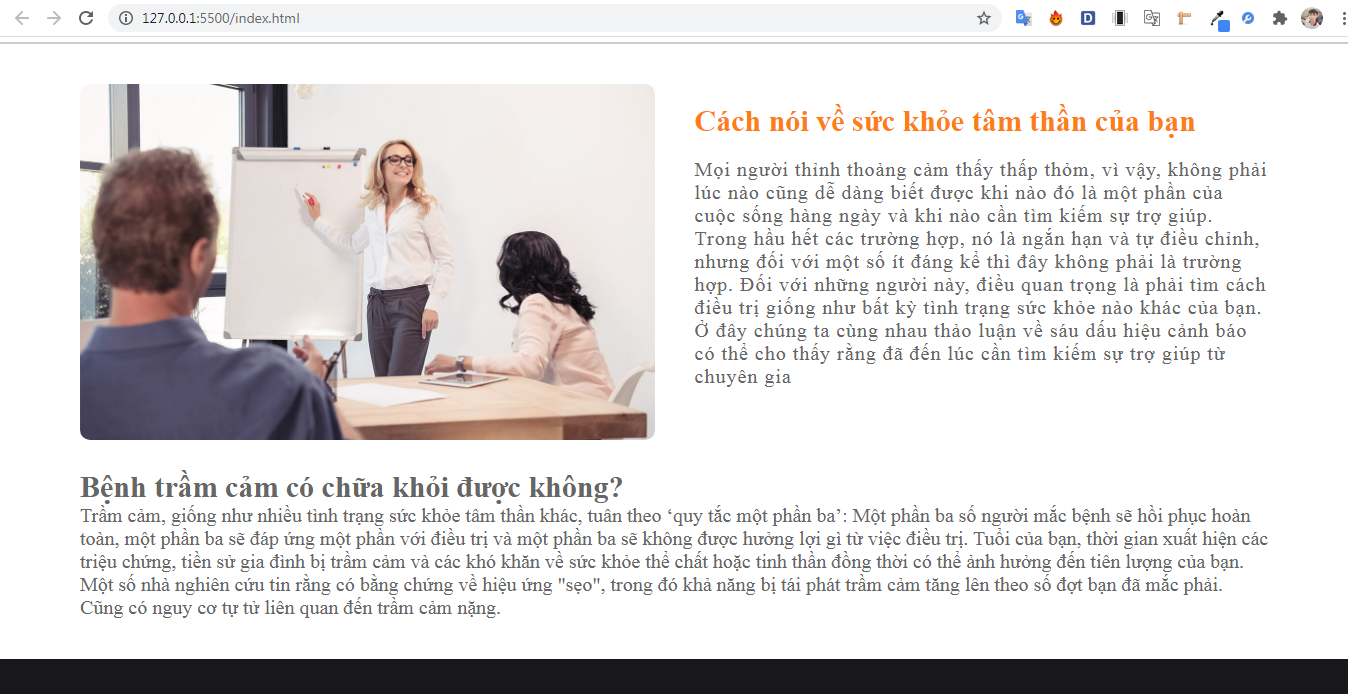 127.0.0.1:5500/index.html
Cách nói về sức khỏe tâm thần của bạn
Mọi người thỉnh thoảng cảm thấy thấp thỏm, vì vậy, không phải
lúc nào cũng dễ dàng biết được khi nào đó là một phần của
cuộc sống hàng ngày và khi nào cần tìm kiếm sự trợ giúp.
Trong hầu hết các trường hợp, nó là ngắn hạn và tự điều chỉnh,
nhưng đối với một số ít đáng kể thì đây không phải là trường
hợp. Đối với những người này, điều quan trọng là phải tìm cách
điều trị giống như bất kỳ tình trạng sức khỏe nào khác của bạn.
Ở đây chúng ta cùng nhau thảo luận về sáu dấu hiệu cảnh báo
có thể cho thấy rằng đã đến lúc cần tìm kiếm sự trợ giúp từ
chuyên gia
Bệnh trầm cảm có chữa khỏi được không?
Trầm cảm, giống như nhiều tình trạng sức khỏe tâm thần khác, tuân theo ‘quy tắc một phần ba’: Một phần ba số người mắc bệnh sẽ hồi phục hoàn
toàn, một phần ba sẽ đáp ứng một phần với điều trị và một phần ba sẽ không được hưởng lợi gì từ việc điều trị. Tuổi của bạn, thời gian xuất hiện các
triệu chứng, tiền sử gia đình bị trầm cảm và các khó khăn về sức khỏe thể chất hoặc tinh thần đồng thời có thể ảnh hưởng đến tiên lượng của bạn.
Một số nhà nghiên cứu tin rằng có bằng chứng về hiệu ứng "sẹo", trong đó khả năng bị tái phát trầm cảm tăng lên theo số đợt bạn đã mắc phải.
Cũng có nguy cơ tự tử liên quan đến trầm cảm nặng.